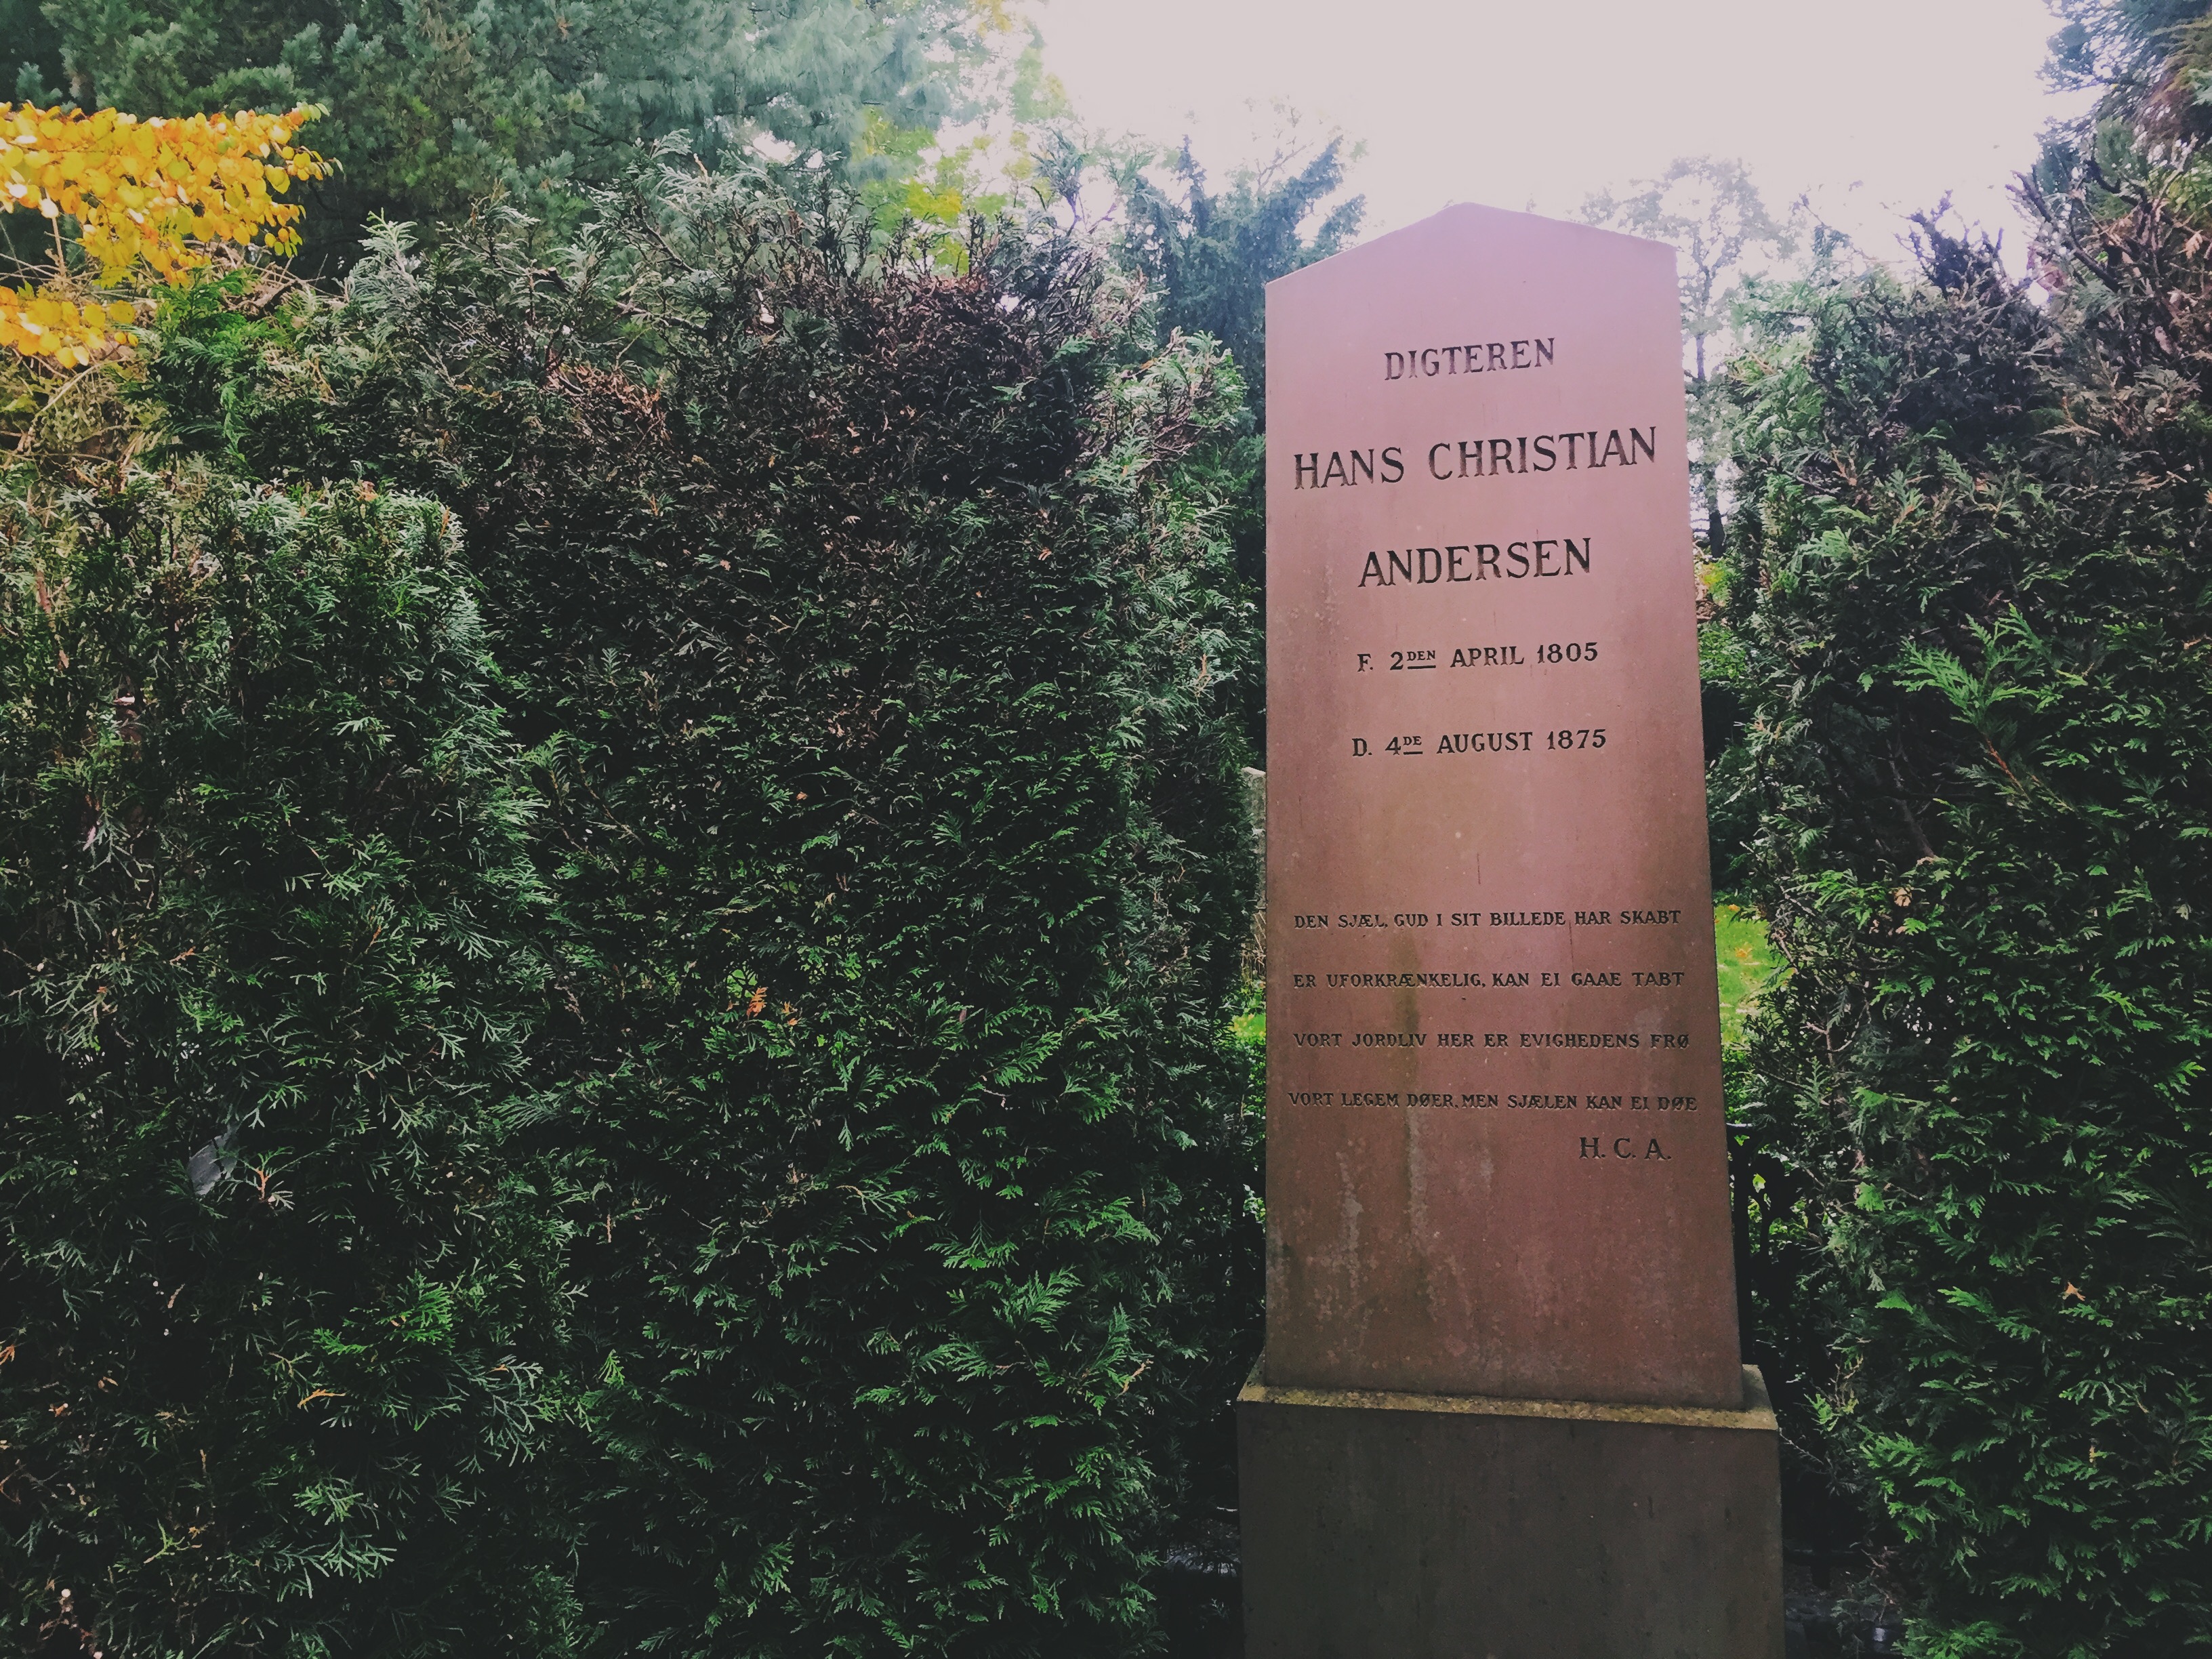 DIGTEREN
HANS CHRISTIAN
ANDERSEN
F. 2DEN APRIL 1805
D. 4DE AUGUST 1875
DEN SJÆL, GUD I SIT BILLEDE HAR SKABT
ER UFORKRÆNKELIG, KAN EI GAAE TABT
VORT JORDLIV HER ER EVIGHEDENS FRØ
VORT LEGEM DØER, MEN SJÆLEN KAN EI DØE
H. C. A.